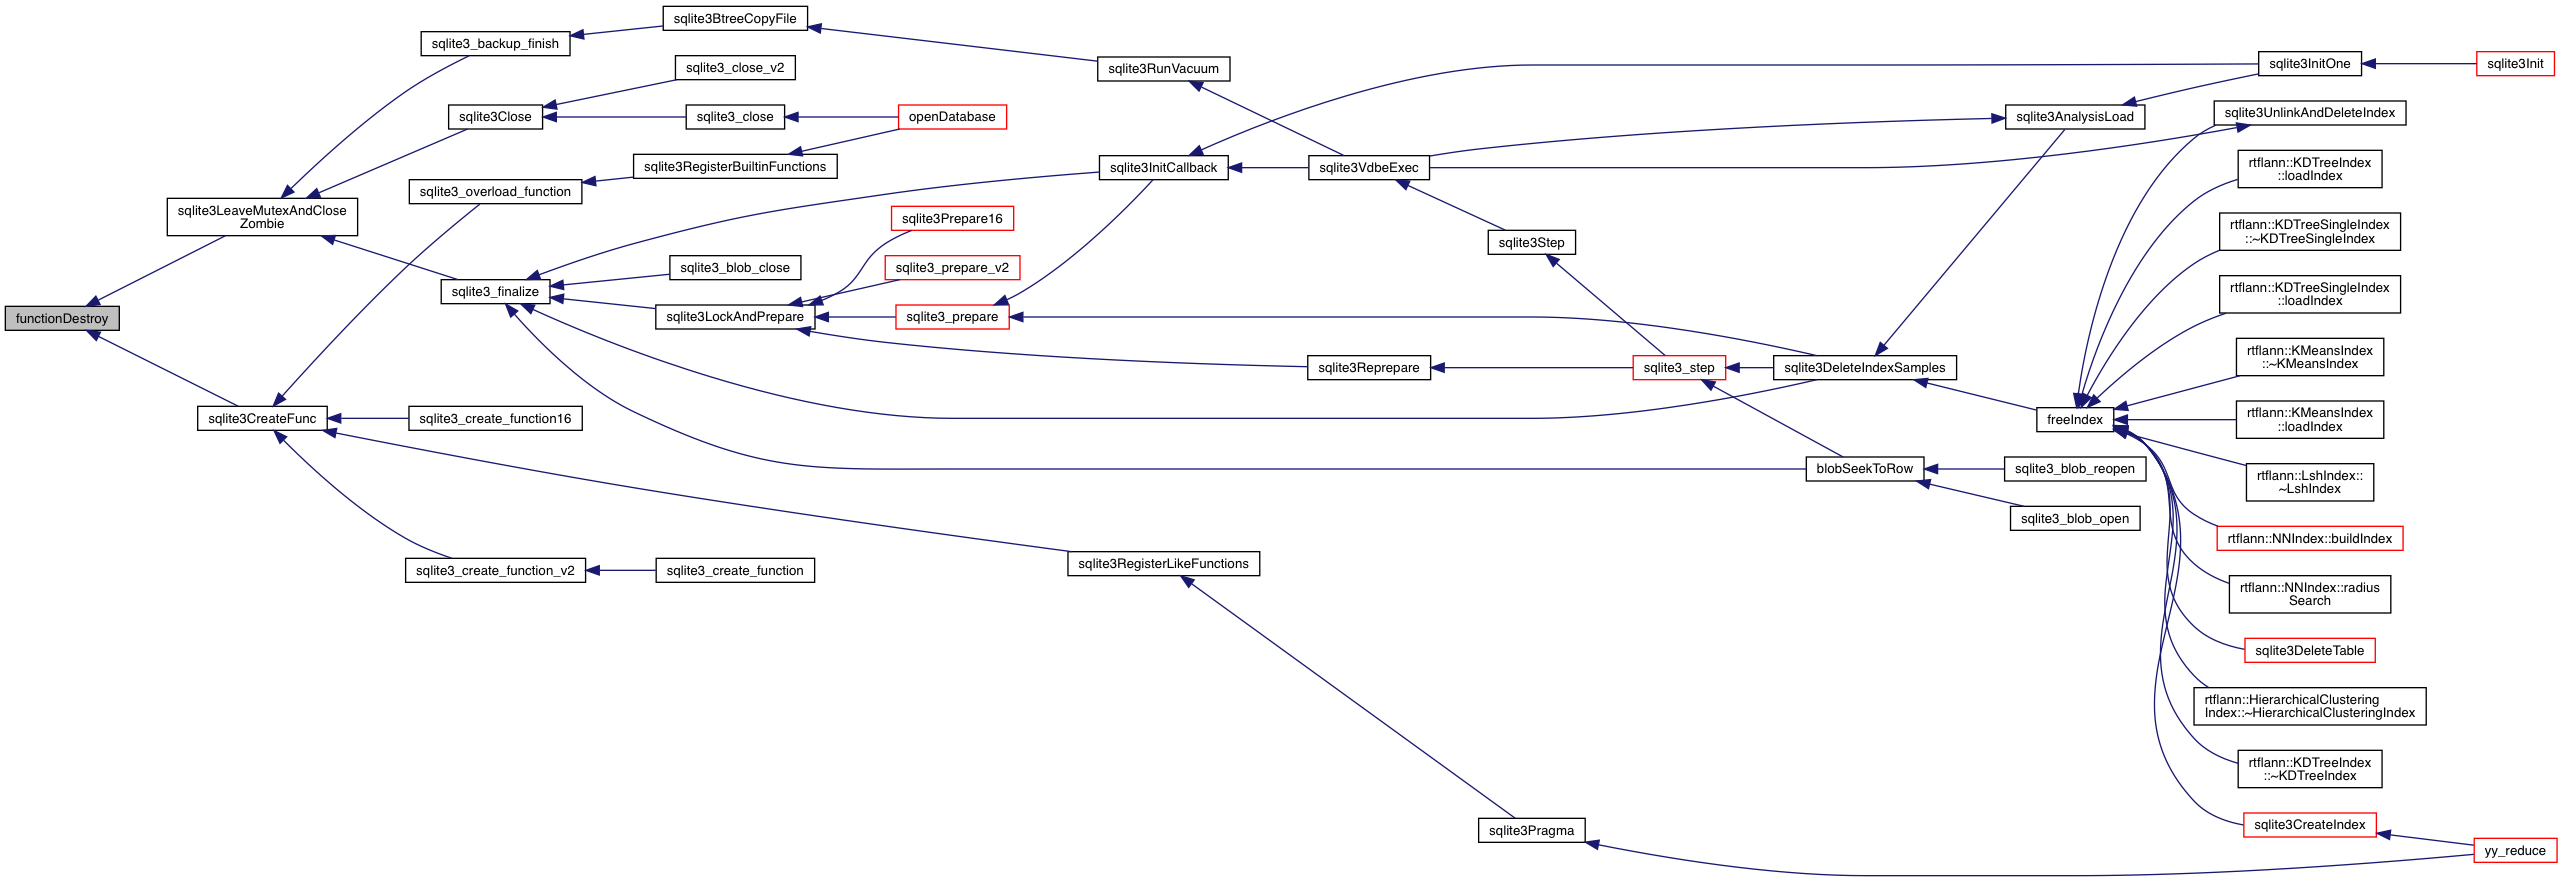 functionDestroy
sqlite3LeaveMutexAndClose
Zombie
sqlite3CreateFunc
sqlite3_backup_finish
sqlite3Close
sqlite3_overload_function
sqlite3_finalize
sqlite3_create_function16
sqlite3_create_function_v2
sqlite3BtreeCopyFile
sqlite3_close_v2
sqlite3_close
sqlite3RegisterBuiltinFunctions
sqlite3_blob_close
sqlite3LockAndPrepare
sqlite3_create_function
openDatabase
sqlite3Prepare16
sqlite3_prepare_v2
sqlite3_prepare
sqlite3RunVacuum
sqlite3InitCallback
sqlite3RegisterLikeFunctions
sqlite3VdbeExec
sqlite3Reprepare
sqlite3Step
sqlite3Pragma
sqlite3_step
sqlite3DeleteIndexSamples
blobSeekToRow
sqlite3AnalysisLoad
freeIndex
sqlite3_blob_reopen
sqlite3_blob_open
sqlite3InitOne
sqlite3UnlinkAndDeleteIndex
rtflann::KDTreeIndex
::loadIndex
rtflann::KDTreeSingleIndex
::~KDTreeSingleIndex
rtflann::KDTreeSingleIndex
::loadIndex
rtflann::KMeansIndex
::~KMeansIndex
rtflann::KMeansIndex
::loadIndex
rtflann::LshIndex::
~LshIndex
rtflann::NNIndex::buildIndex
rtflann::NNIndex::radius
Search
sqlite3DeleteTable
rtflann::HierarchicalClustering
Index::~HierarchicalClusteringIndex
rtflann::KDTreeIndex
::~KDTreeIndex
sqlite3CreateIndex
sqlite3Init
yy_reduce